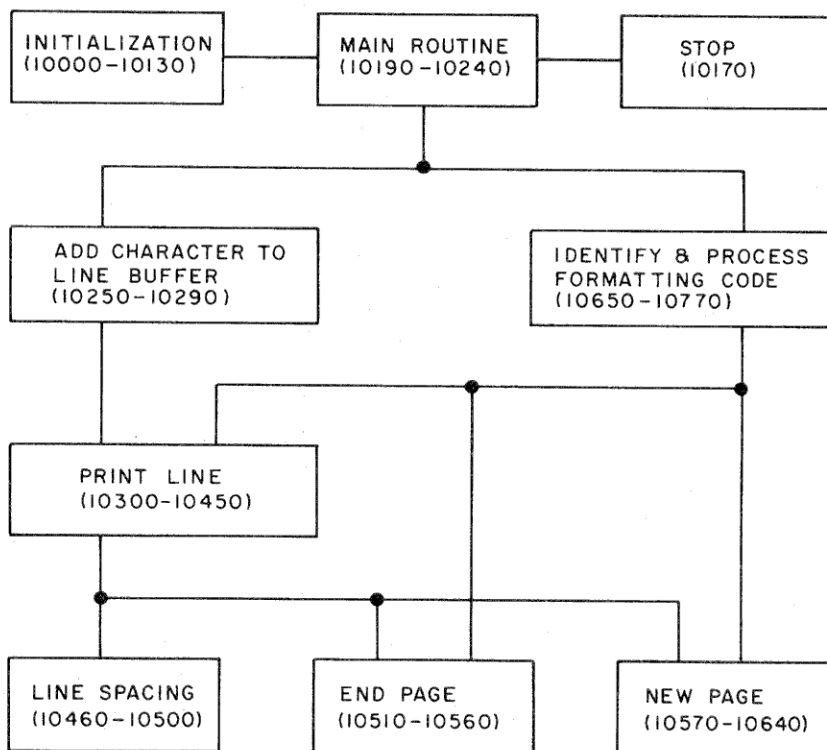 INITIALIZATION
(10000-10130)
MAIN ROUTINE
(10190-10240)
STOP
(10170)
ADD CHARACTER TO
LINE BUFFER
(10250-10290)
IDENTIFY & PROCESS
FORMATTING CODE
(10650-10770)
PRINT LINE
(10300-10450)
LINE SPACING
(10460-10500)
END PAGE
(10510-10560)
NEW PAGE
(10570-10640)